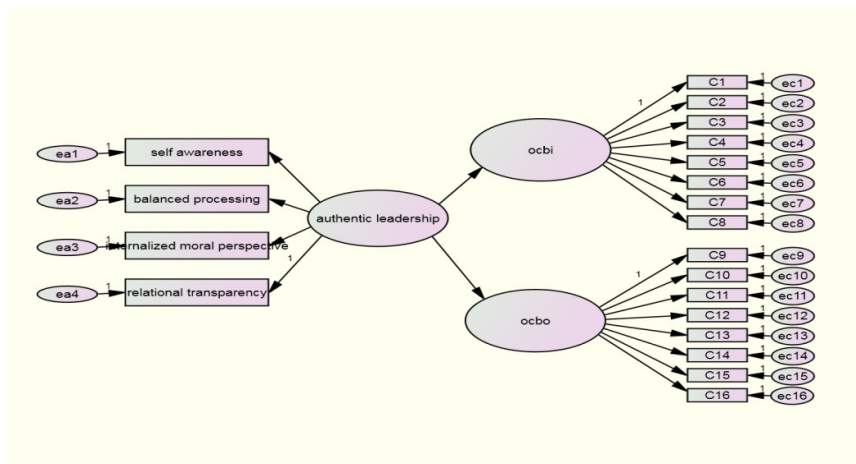 ea1 1 self awareness
ea2 1 balanced processing
ea3 1 internalized moral perspective
ea4 1 relational transparency
1
authentic leadership
ocbi
ocbo
1
C1 1 ec1
C2 1 ec2
C3 1 ec3
C4 1 ec4
C5 1 ec5
C6 1 ec6
C7 1 ec7
C8 1 ec8
1
C9 1 ec9
C10 1 ec10
C11 1 ec11
C12 1 ec12
C13 1 ec13
C14 1 ec14
C15 1 ec15
C16 1 ec16